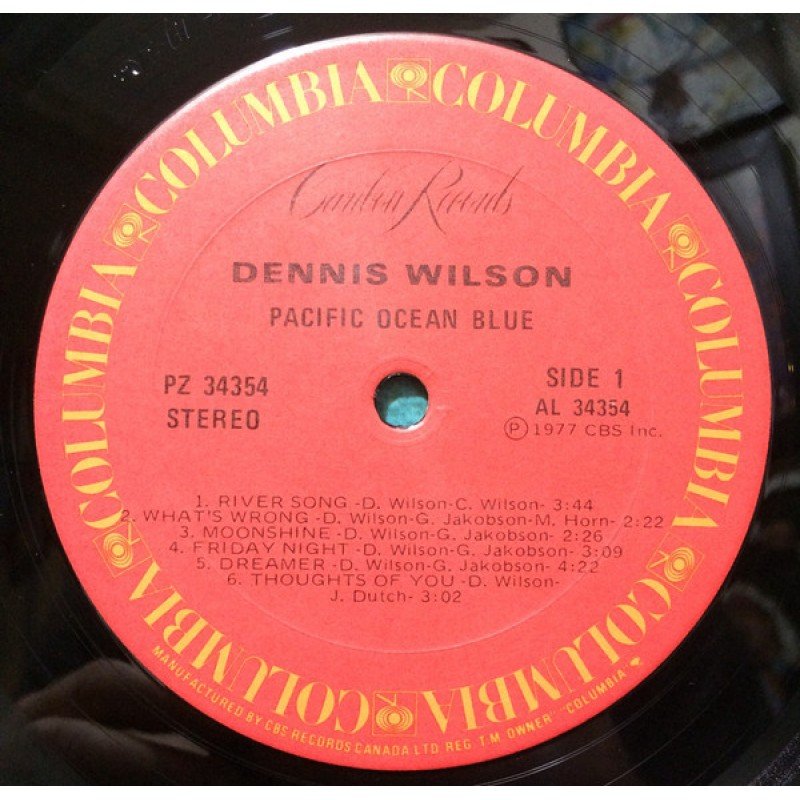 COLUMBIA COLUMBIA COLUMBIA COLUMBIA COLUMBIA COLUMBIA COLUMBIA COLUMBIA
Caribou Records
DENNIS WILSON
PACIFIC OCEAN BLUE
PZ 34354
STEREO
SIDE 1
AL 34354
Ⓟ 1977 CBS Inc.
1. RIVER SONG -D. Wilson-C. Wilson- 3:44
2. WHAT'S WRONG -D. Wilson-G. Jakobson-M. Horn- 2:22
3. MOONSHINE -D. Wilson-G. Jakobson- 2:26
4. FRIDAY NIGHT -D. Wilson-G. Jakobson- 3:09
5. DREAMER -D. Wilson-G. Jakobson- 4:22
6. THOUGHTS OF YOU -D. Wilson-
J. Dutch- 3:02
MANUFACTURED BY CBS RECORDS CANADA LTD REG. T.M. OWNER "COLUMBIA"